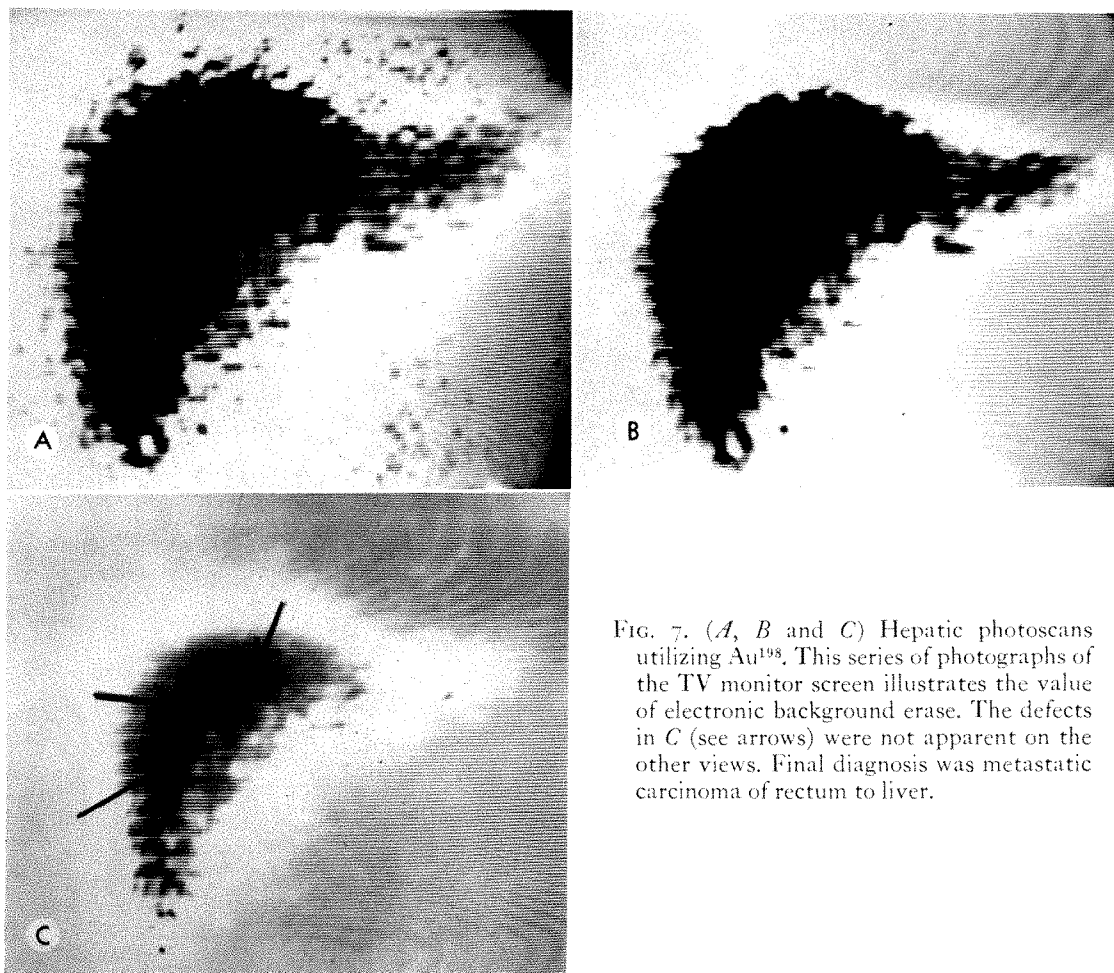 A
B
C
FIG. 7. (A, B and C) Hepatic photoscans
utilizing Au¹⁹⁸. This series of photographs of
the TV monitor screen illustrates the value
of electronic background erase. The defects
in C (see arrows) were not apparent on the
other views. Final diagnosis was metastatic
carcinoma of rectum to liver.